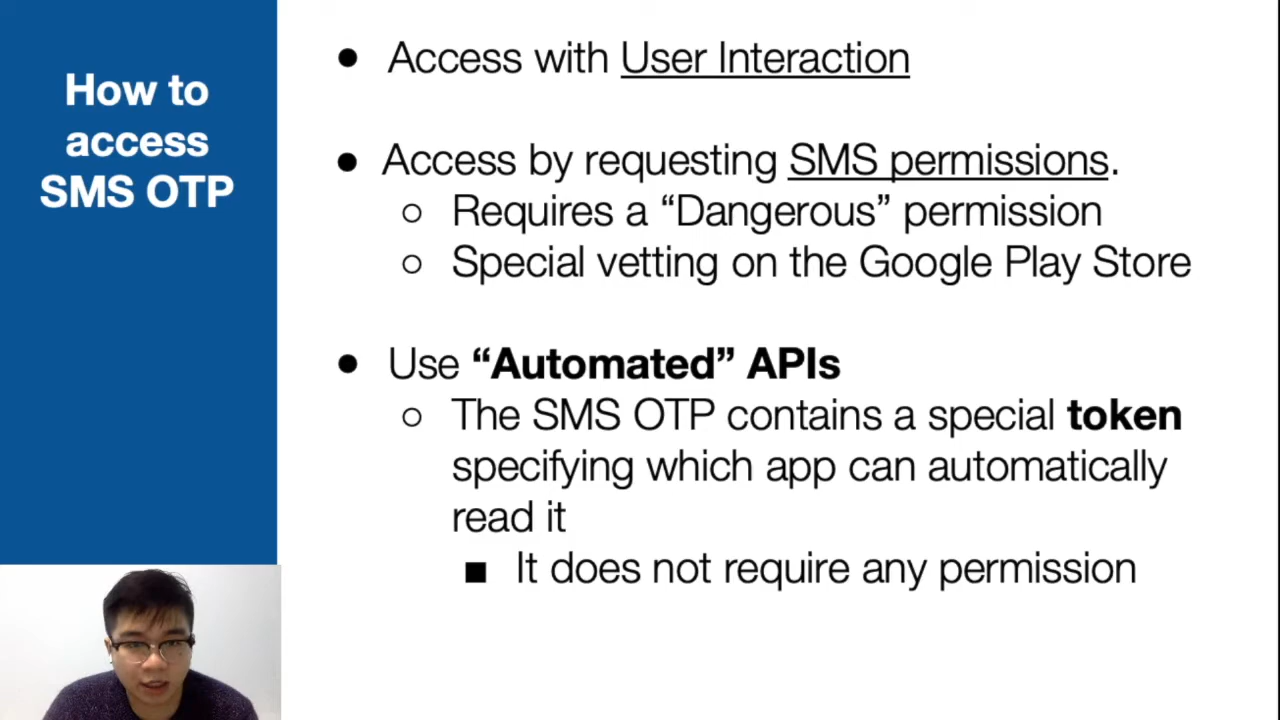 How to
access
SMS OTP
● Access with User Interaction
● Access by requesting SMS permissions.
○ Requires a “Dangerous” permission
○ Special vetting on the Google Play Store
● Use “Automated” APIs
○ The SMS OTP contains a special token
specifying which app can automatically
read it
■ It does not require any permission